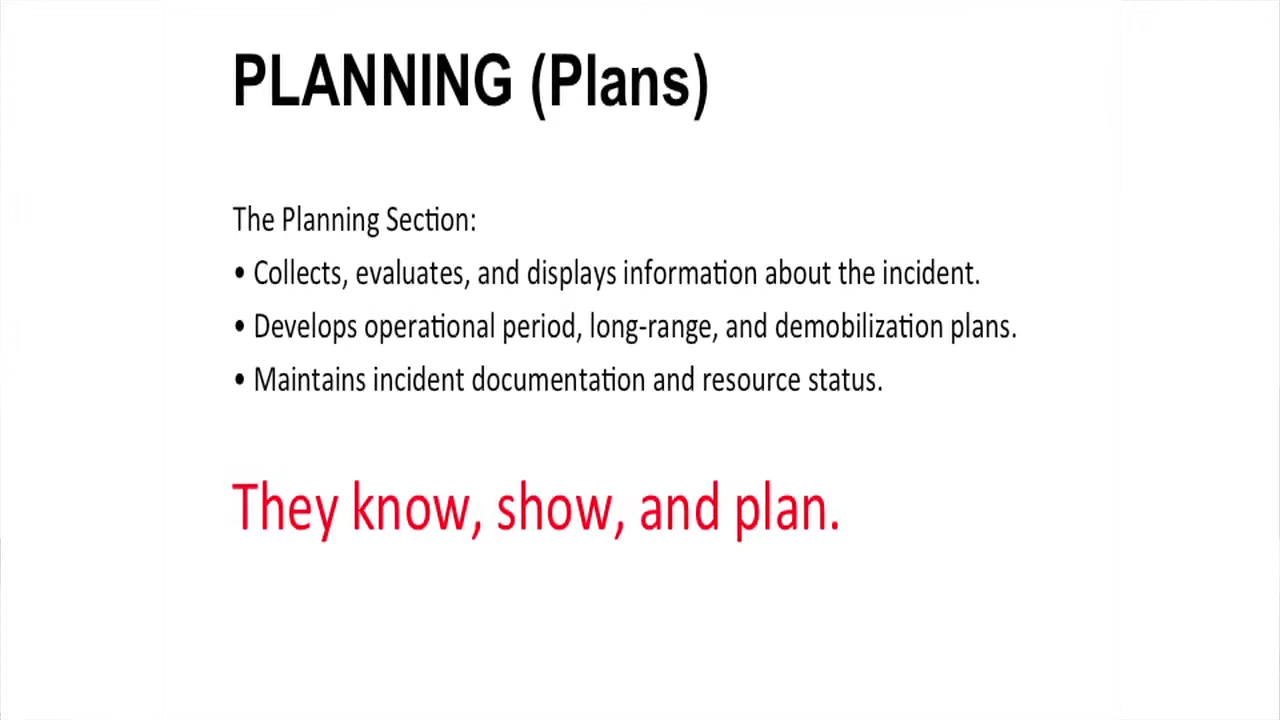 PLANNING (Plans)
The Planning Section:
• Collects, evaluates, and displays information about the incident.
• Develops operational period, long-range, and demobilization plans.
• Maintains incident documentation and resource status.
They know, show, and plan.